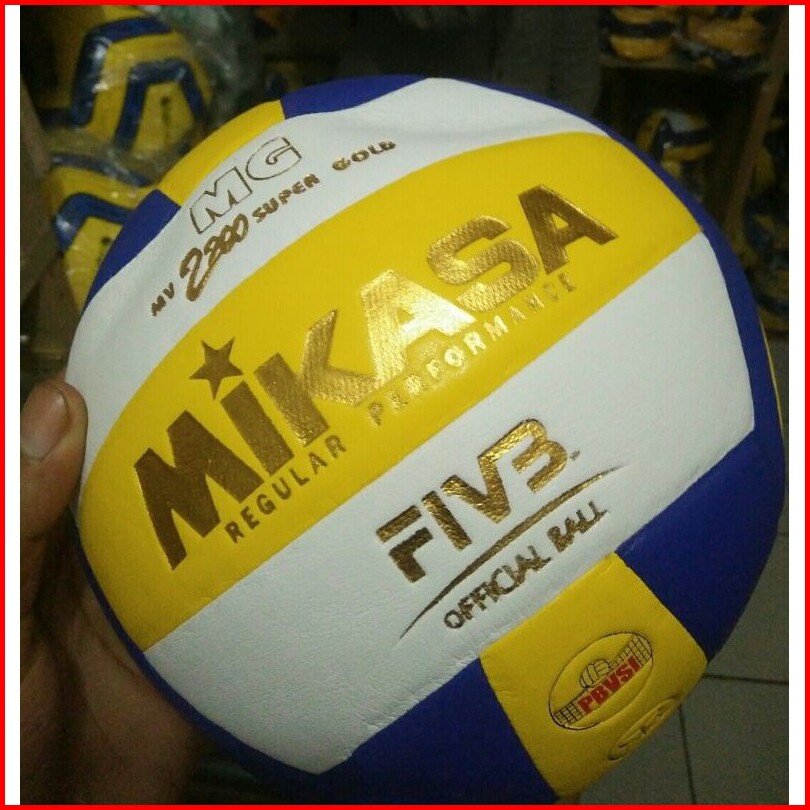 MG
MV 2200 SUPER GOLD
MIKASA
REGULAR PERFORMANCE
FIVB
OFFICIAL BALL
PBVSI